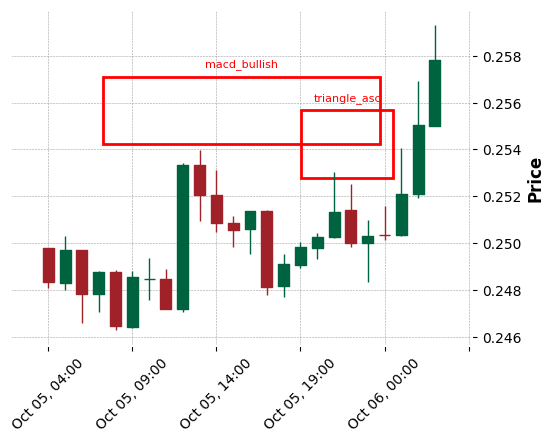 macd_bullish
triangle_asc
0.258
0.256
0.254
0.252
0.250
0.248
0.246
Price
Oct 05, 04:00
Oct 05, 09:00
Oct 05, 14:00
Oct 05, 19:00
Oct 06, 00:00